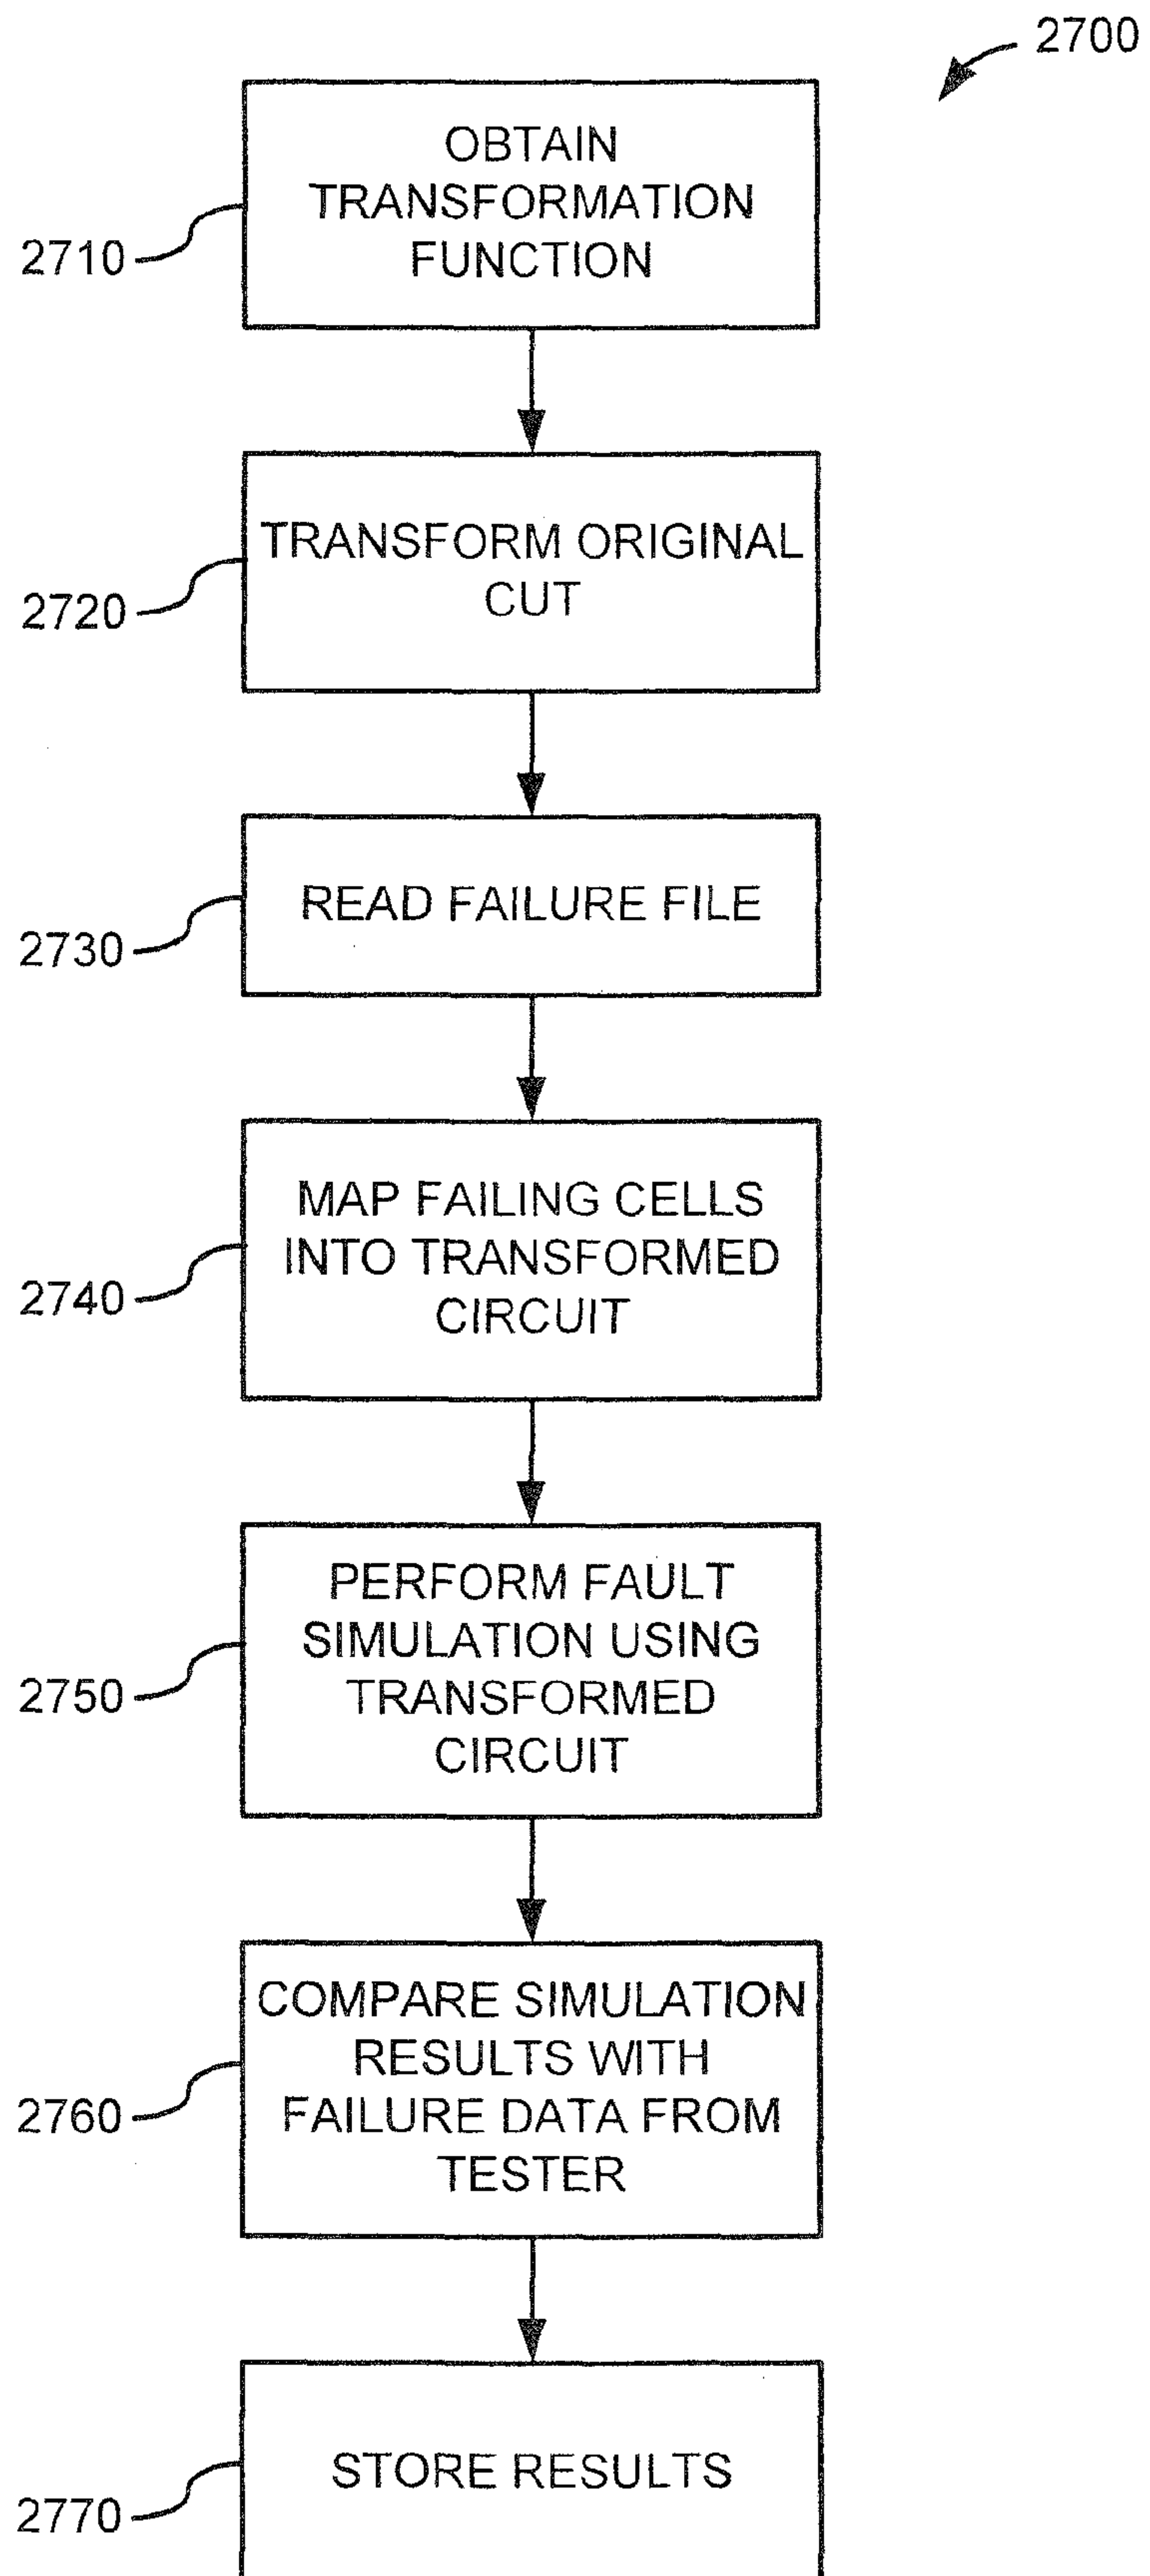 2700
OBTAIN
TRANSFORMATION
FUNCTION
2710
TRANSFORM ORIGINAL
CUT
2720
READ FAILURE FILE
2730
MAP FAILING CELLS
INTO TRANSFORMED
CIRCUIT
2740
PERFORM FAULT
SIMULATION USING
TRANSFORMED
CIRCUIT
2750
COMPARE SIMULATION
RESULTS WITH
FAILURE DATA FROM
TESTER
2760
STORE RESULTS
2770